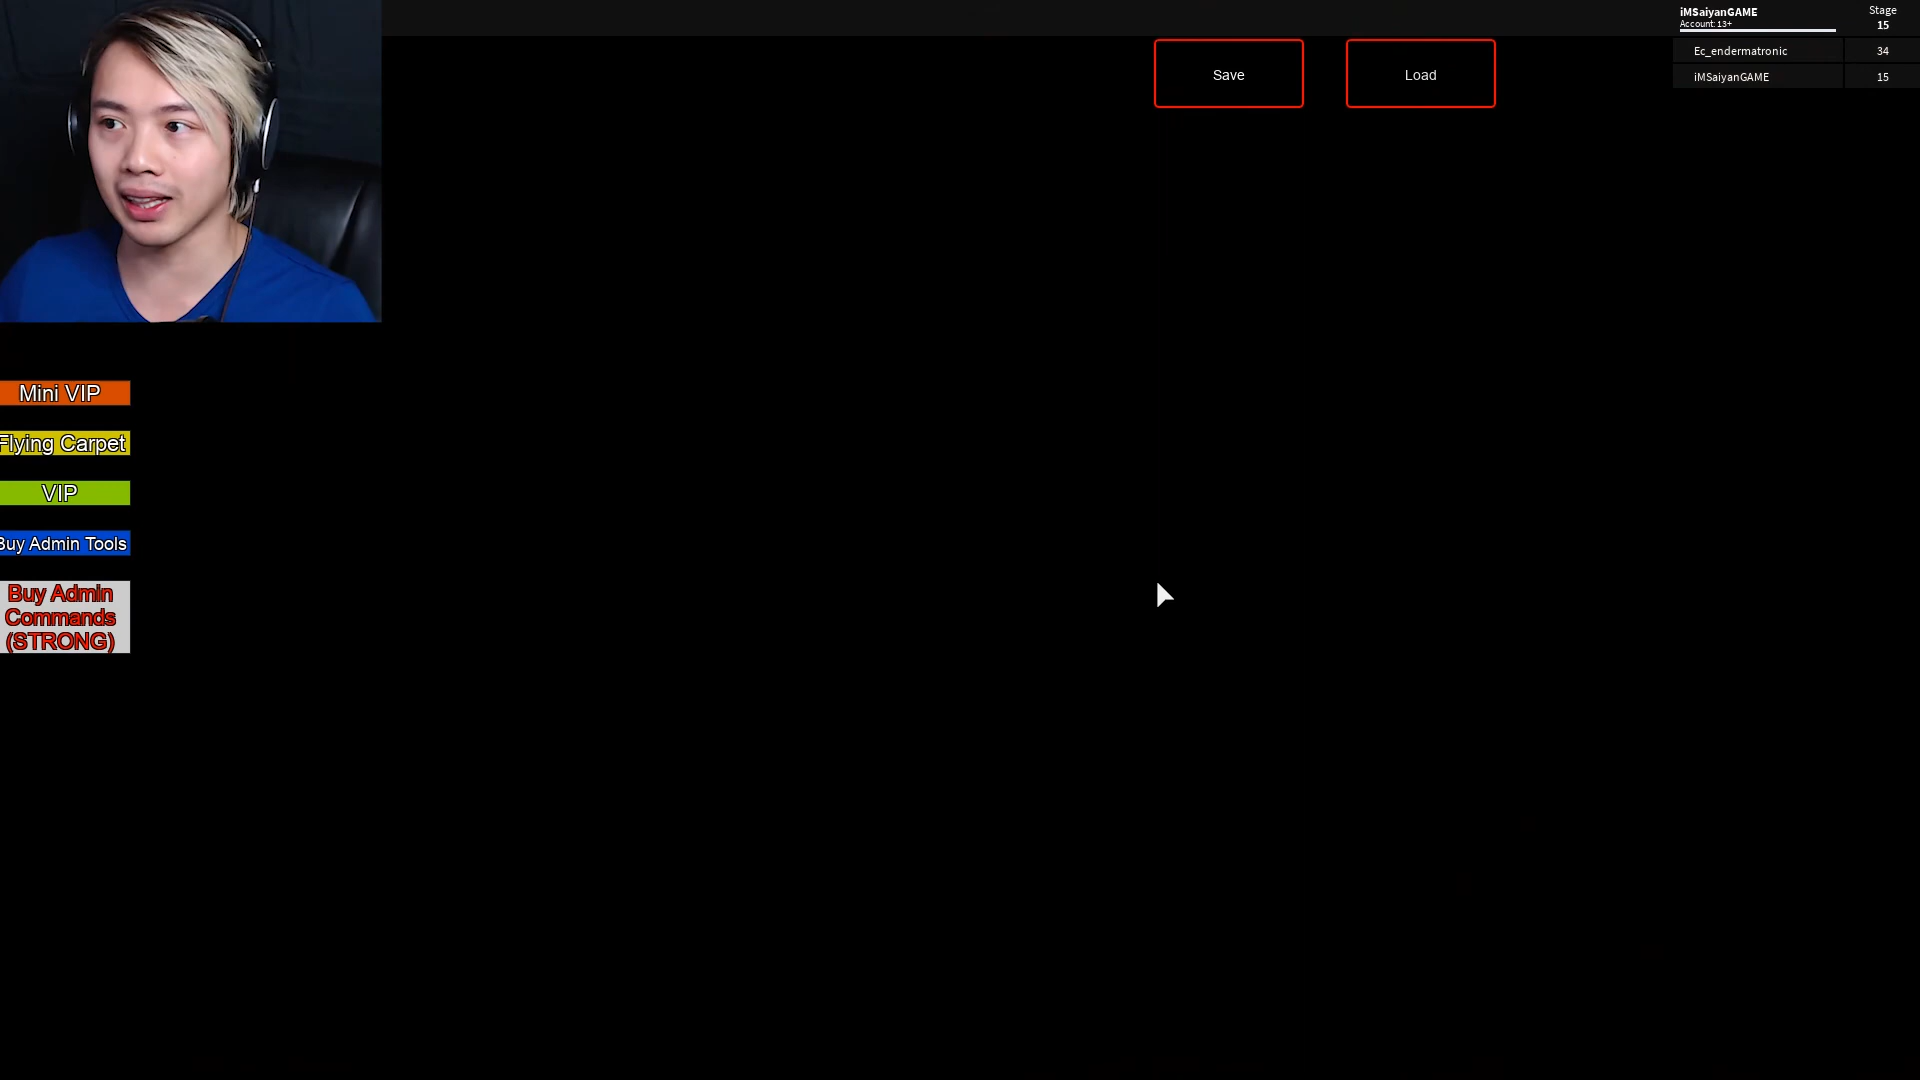 iMSaiyanGAME
Account: 13+
Stage
15
Ec_endermatronic
34
iMSaiyanGAME
15
Save
Load
Mini VIP
Flying Carpet
VIP
Buy Admin Tools
Buy Admin
Commands
(STRONG)